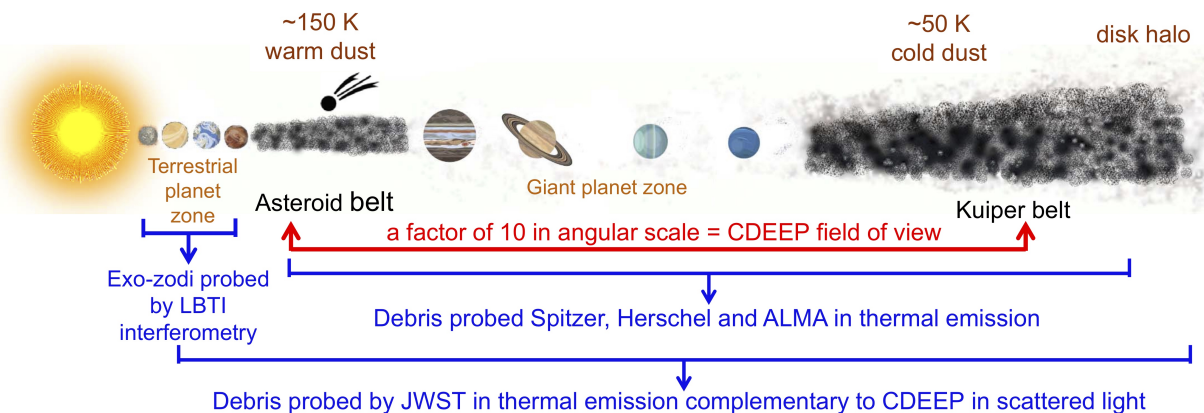 ~150 K
warm dust
~50 K
cold dust
disk halo
Terrestrial
planet
zone
Giant planet zone
Asteroid belt
Kuiper belt
a factor of 10 in angular scale = CDEEP field of view
Exo-zodi probed
by LBTI
interferometry
Debris probed Spitzer, Herschel and ALMA in thermal emission
Debris probed by JWST in thermal emission complementary to CDEEP in scattered light